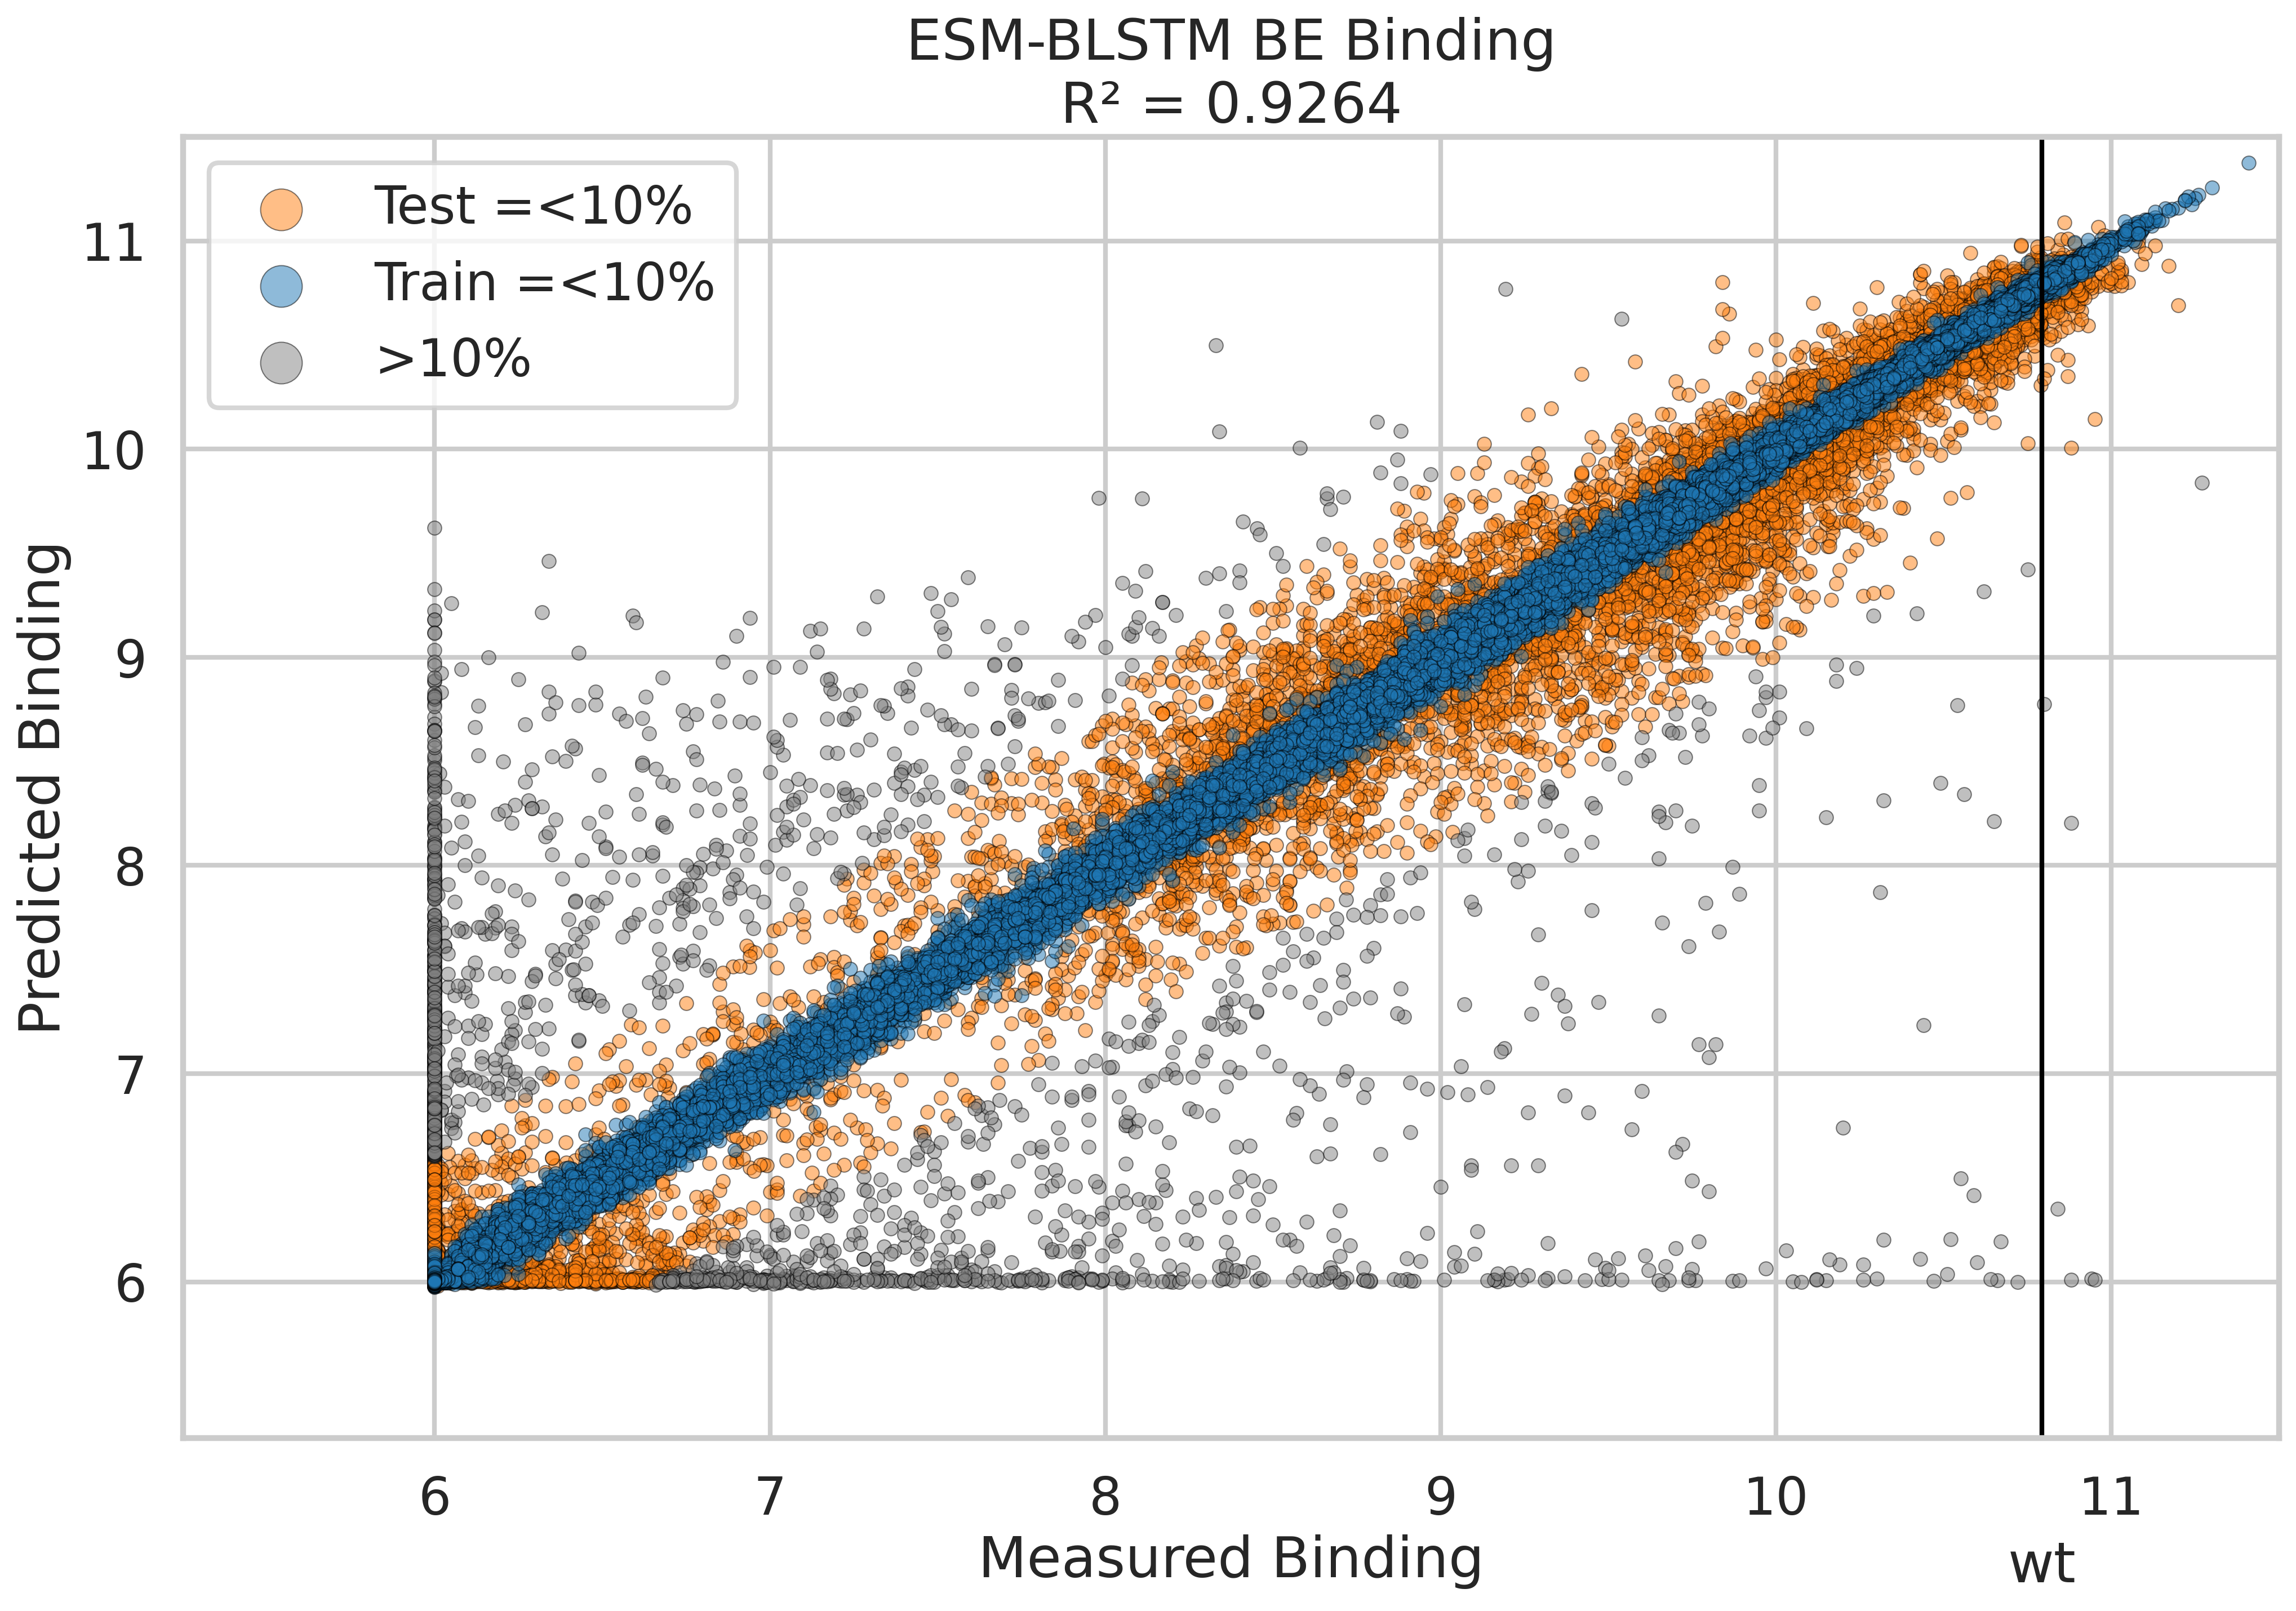 ESM-BLSTM BE Binding
R² = 0.9264
Test =<10%
Train =<10%
>10%
Predicted Binding
11
10
9
8
7
6
6 7 8 9 10 11
Measured Binding
wt